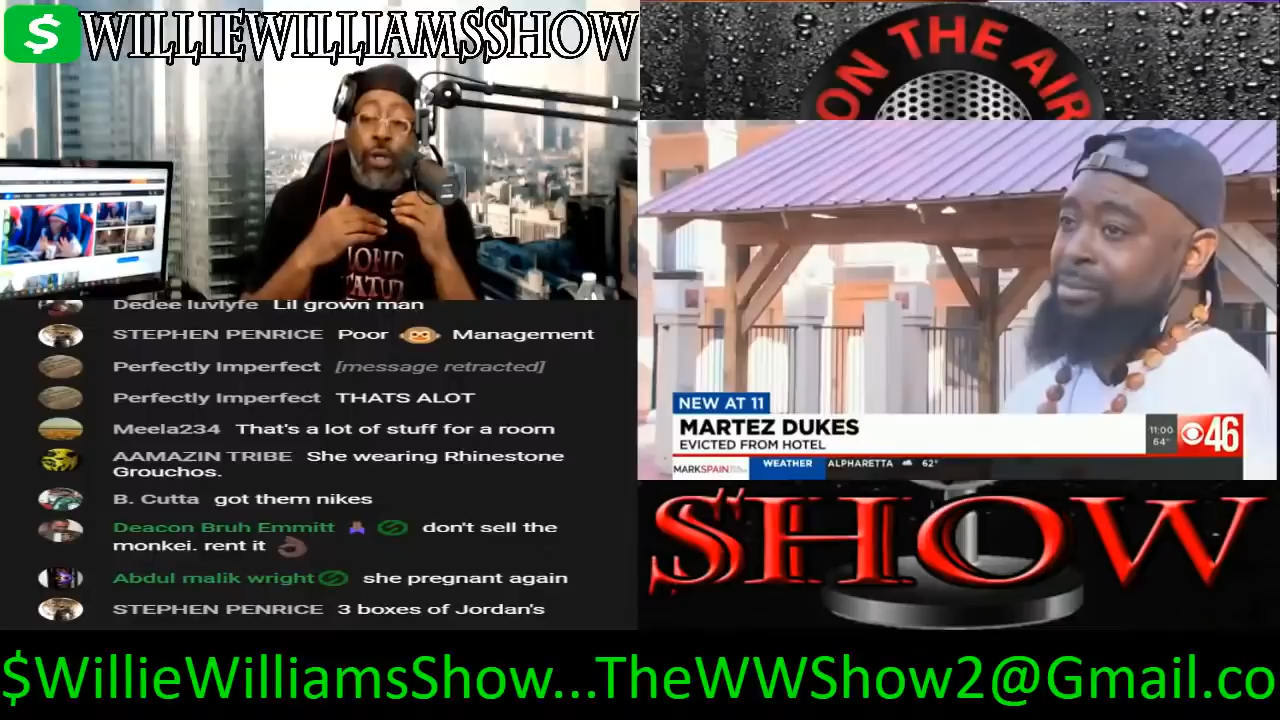 $ WILLIEWILLIAMSSHOW
ON THE AIR
Dedee luvlyfe Lil grown man
STEPHEN PENRICE Poor 🐵 Management
Perfectly Imperfect [message retracted]
Perfectly Imperfect THATS ALOT
Meela234 That's a lot of stuff for a room
AAMAZIN TRIBE She wearing Rhinestone
Grouchos.
B. Cutta got them nikes
Deacon Bruh Emmitt don't sell the
monkei. rent it 👌🏿
Abdul malik wright she pregnant again
STEPHEN PENRICE 3 boxes of Jordan's
NEW AT 11
MARTEZ DUKES
EVICTED FROM HOTEL
11:00
64°
46
MARKSPAIN
WEATHER ALPHARETTA 62°
SHOW
$WillieWilliamsShow...TheWWShow2@Gmail.co